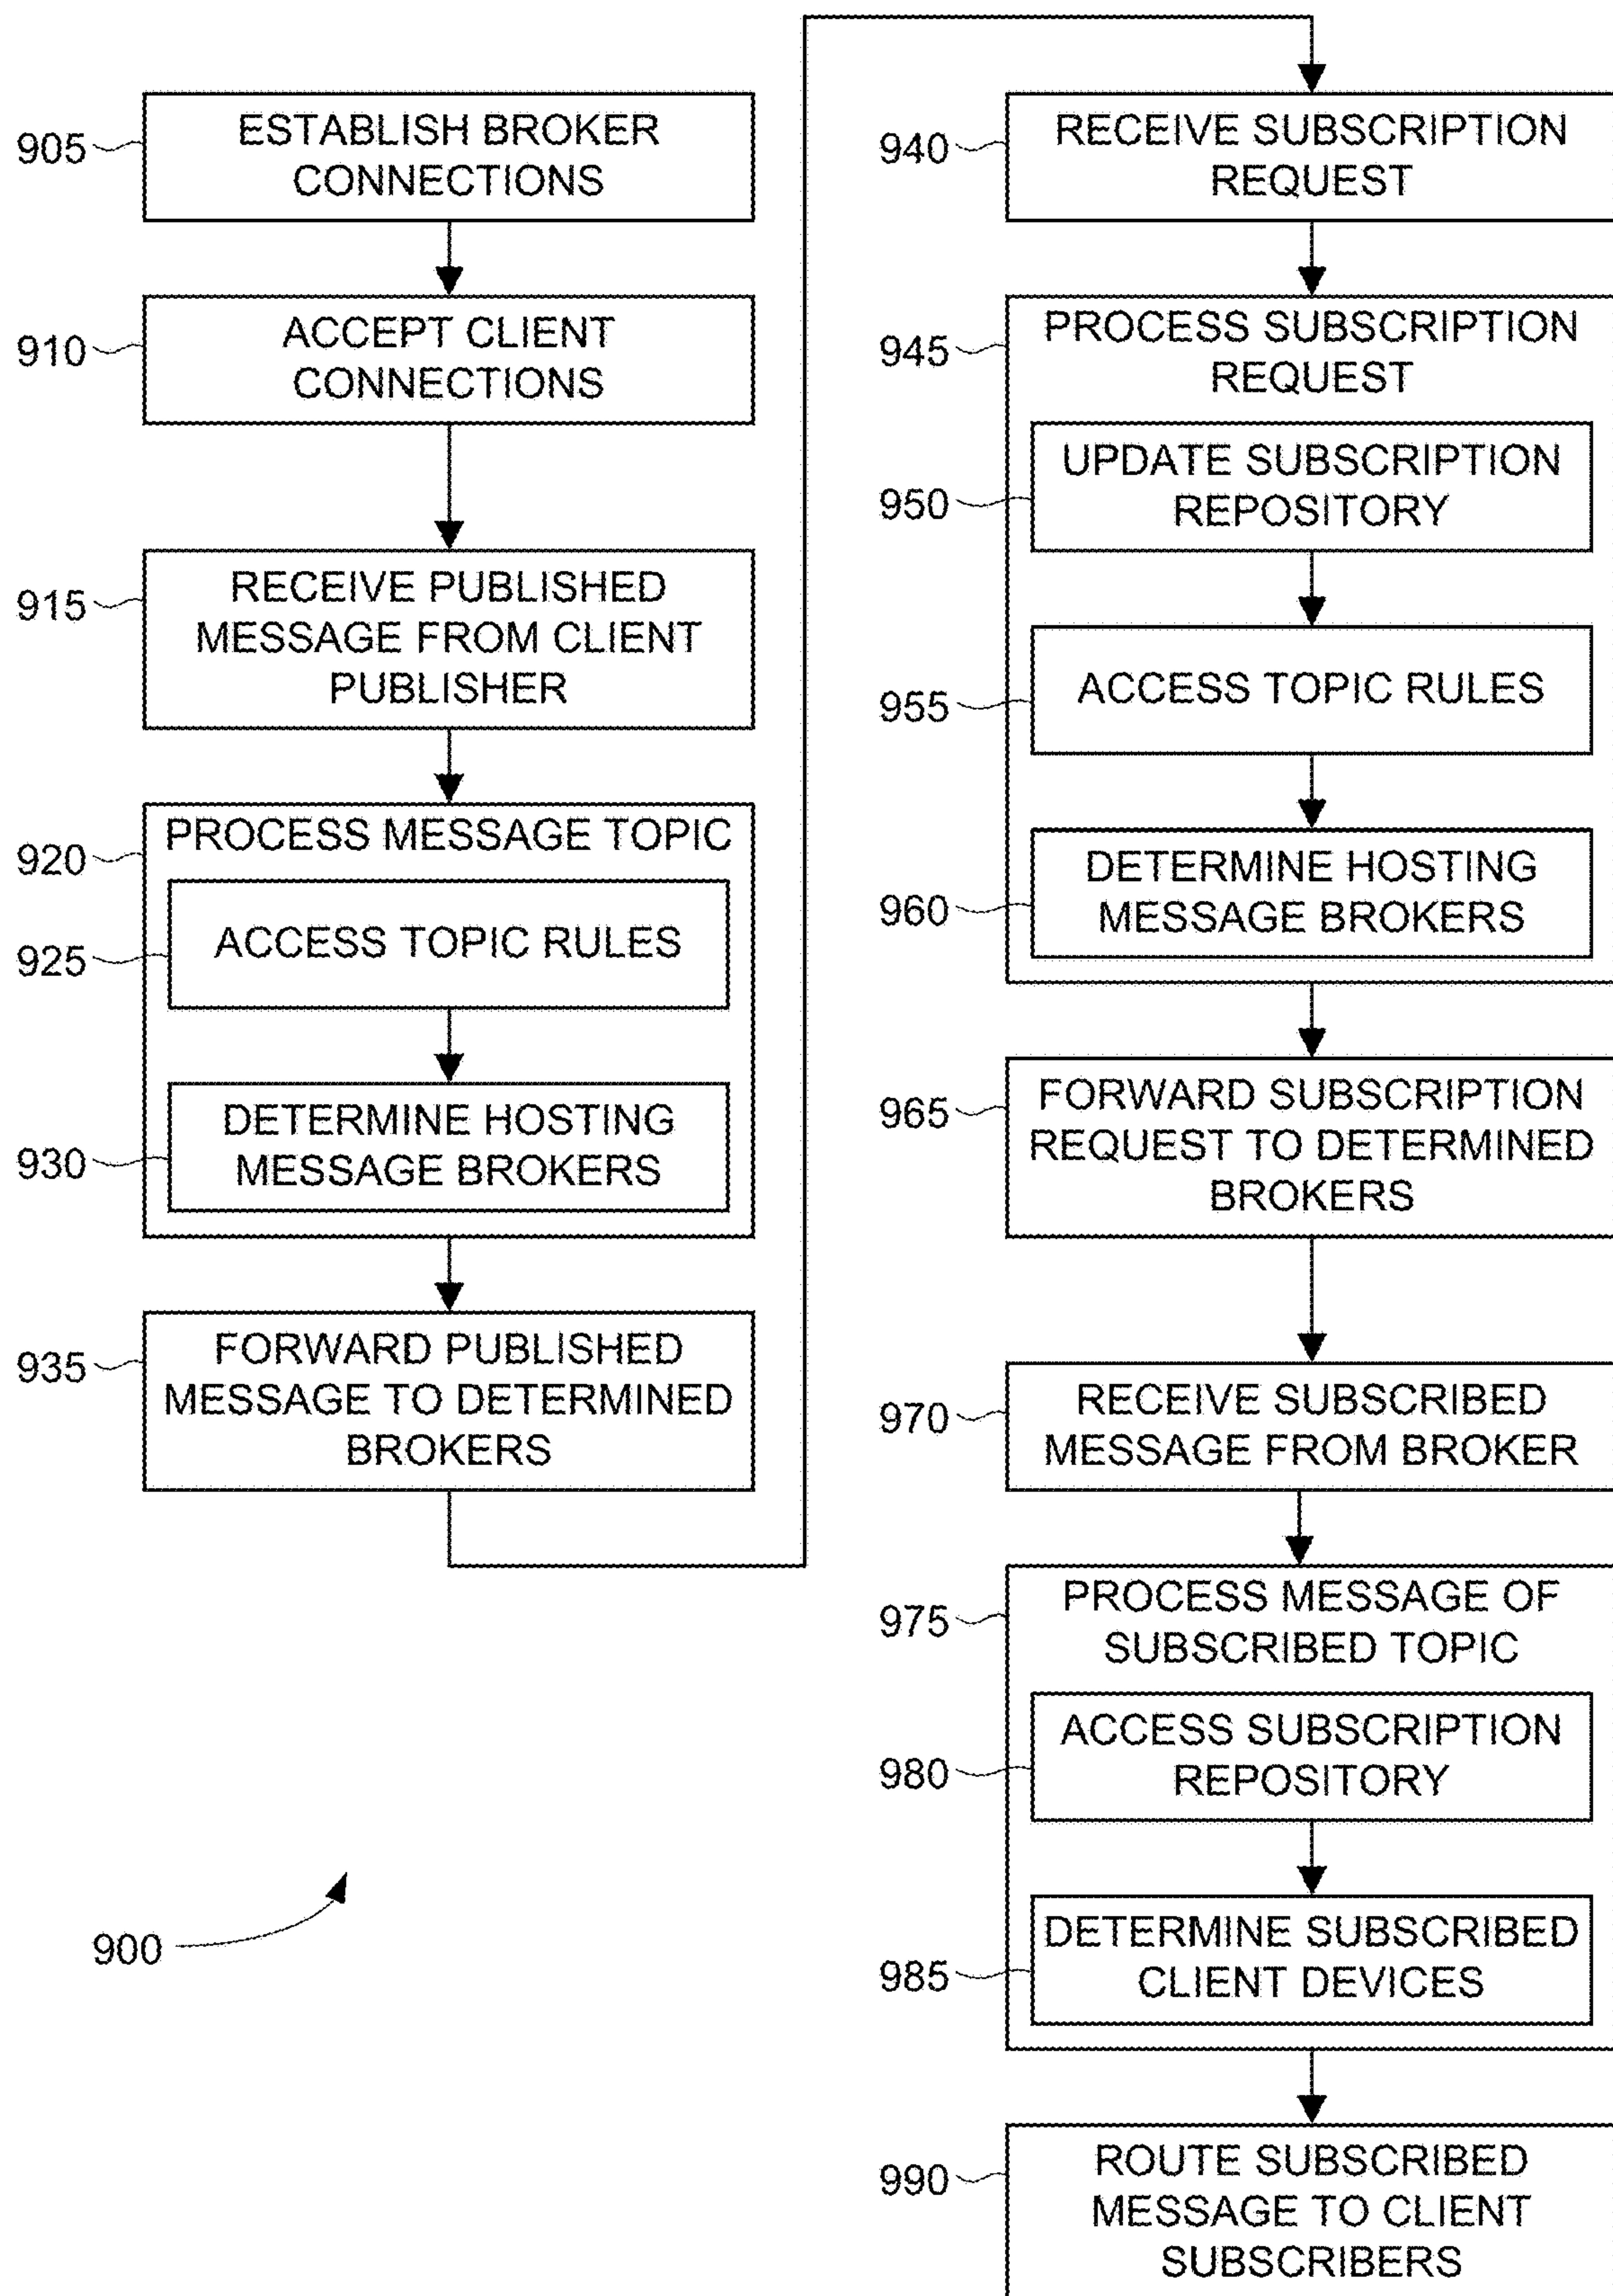 905
ESTABLISH BROKER
CONNECTIONS
910
ACCEPT CLIENT
CONNECTIONS
915
RECEIVE PUBLISHED
MESSAGE FROM CLIENT
PUBLISHER
920
PROCESS MESSAGE TOPIC
925
ACCESS TOPIC RULES
930
DETERMINE HOSTING
MESSAGE BROKERS
935
FORWARD PUBLISHED
MESSAGE TO DETERMINED
BROKERS
900
940
RECEIVE SUBSCRIPTION
REQUEST
945
PROCESS SUBSCRIPTION
REQUEST
950
UPDATE SUBSCRIPTION
REPOSITORY
955
ACCESS TOPIC RULES
960
DETERMINE HOSTING
MESSAGE BROKERS
965
FORWARD SUBSCRIPTION
REQUEST TO DETERMINED
BROKERS
970
RECEIVE SUBSCRIBED
MESSAGE FROM BROKER
975
PROCESS MESSAGE OF
SUBSCRIBED TOPIC
980
ACCESS SUBSCRIPTION
REPOSITORY
985
DETERMINE SUBSCRIBED
CLIENT DEVICES
990
ROUTE SUBSCRIBED
MESSAGE TO CLIENT
SUBSCRIBERS